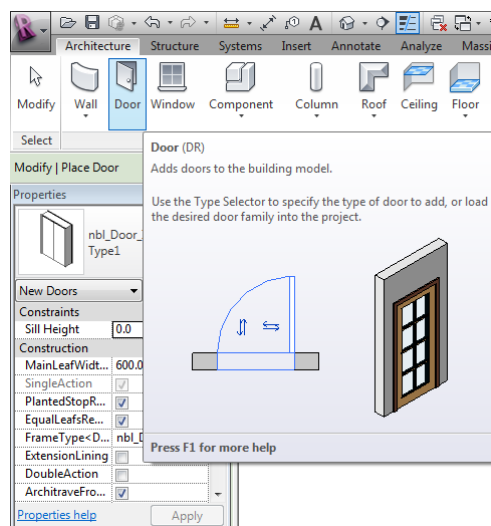 Architecture Structure Systems Insert Annotate Analyze Massi
Modify Wall Door Window Component Column Roof Ceiling Floor
Select
Modify | Place Door
Properties
nbl_Door_
Type1
New Doors
Constraints
Sill Height 0.0
Construction
MainLeafWidt... 600.0
SingleAction
PlantedStopR...
EqualLeafsRe...
FrameType<D... nbl_D
ExtensionLining
DoubleAction
ArchitraveFro...
Properties help Apply
Door (DR)
Adds doors to the building model.
Use the Type Selector to specify the type of door to add, or load
the desired door family into the project.
Press F1 for more help